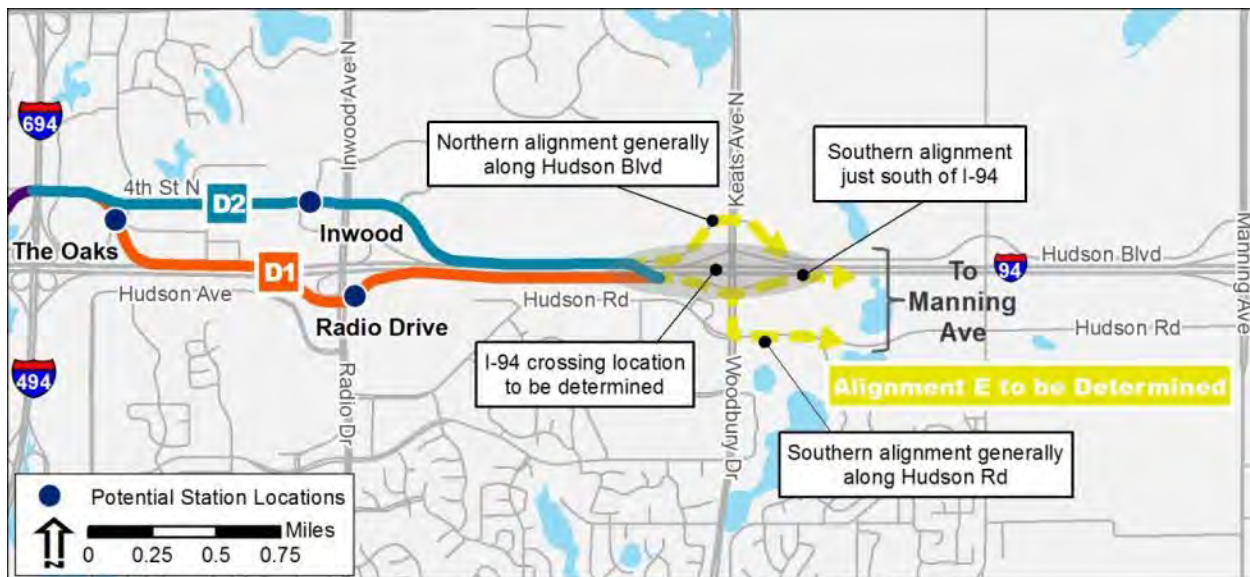 694
Inwood Ave N
Keats Ave N
Northern alignment generally
along Hudson Blvd
Southern alignment
just south of I-94
4th St N
D2
Inwood
The Oaks
D1
Hudson Ave
Radio Drive
Hudson Rd
Hudson Blvd
94
To
Manning
Ave
Hudson Rd
Manning Ave
494
Radio Dr
I-94 crossing location
to be determined
Woodbury Dr
Alignment E to be Determined
Southern alignment generally
along Hudson Rd
Potential Station Locations
N
Miles
0 0.25 0.5 0.75